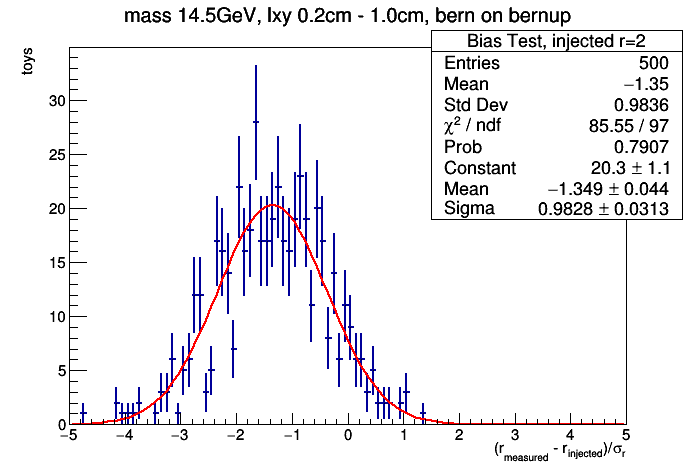 mass 14.5GeV, lxy 0.2cm - 1.0cm, bern on bernup
Bias Test, injected r=2
Entries 500
Mean −1.35
Std Dev 0.9836
χ² / ndf 85.55 / 97
Prob 0.7907
Constant 20.3 ± 1.1
Mean −1.349 ± 0.044
Sigma 0.9828 ± 0.0313
toys
30
25
20
15
10
5
0
−5 −4 −3 −2 −1 0 1 2 3 4 5
(r_measured - r_injected)/σ_r